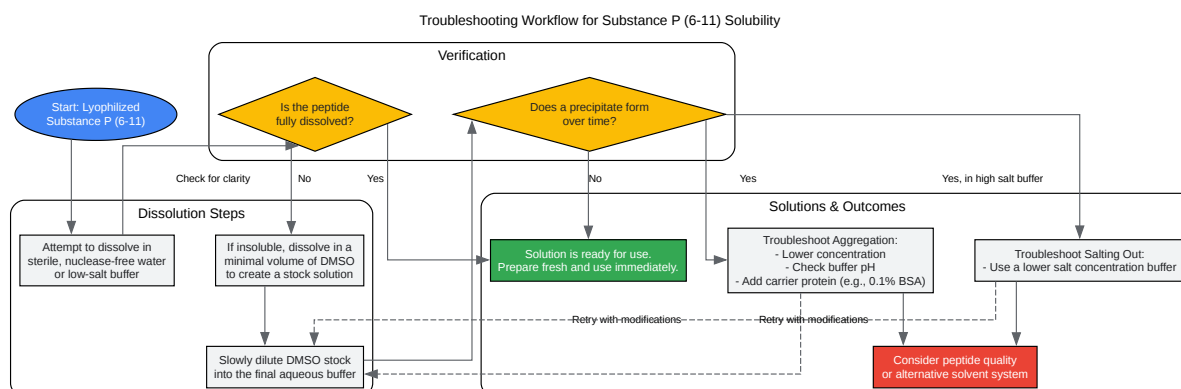 Troubleshooting Workflow for Substance P (6-11) Solubility
Verification
Start: Lyophilized
Substance P (6-11)
Is the peptide
fully dissolved?
Does a precipitate form
over time?
Check for clarity
No
Yes
No
Yes
Yes, in high salt buffer
Dissolution Steps
Solutions & Outcomes
Attempt to dissolve in
sterile, nuclease-free water
or low-salt buffer
If insoluble, dissolve in a
minimal volume of DMSO
to create a stock solution
Solution is ready for use.
Prepare fresh and use immediately.
Troubleshoot Aggregation:
- Lower concentration
- Check buffer pH
- Add carrier protein (e.g., 0.1% BSA)
Troubleshoot Salting Out:
- Use a lower salt concentration buffer
Retry with modifications
Retry with modifications
Slowly dilute DMSO stock
into the final aqueous buffer
Consider peptide quality
or alternative solvent system